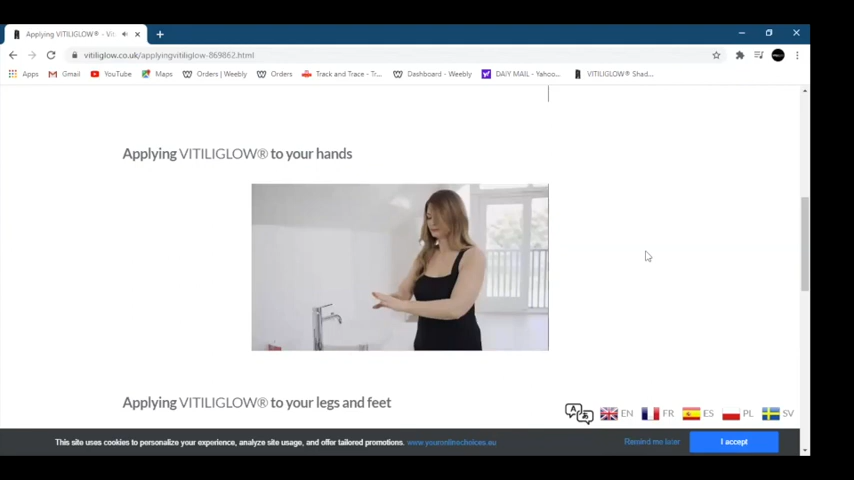 Applying VITILIGLOW® - Vit
vitiliglow.co.uk/applyingvitiliglow-869862.html
Apps Gmail YouTube Maps Orders | Weebly Orders Track and Trace - Tr... Dashboard - Weebly DAIY MAIL - Yahoo... VITILIGLOW® Shad...
Applying VITILIGLOW® to your hands
Applying VITILIGLOW® to your legs and feet
EN FR ES PL SV
This site uses cookies to personalize your experience, analyze site usage, and offer tailored promotions. www.youronlinechoices.eu Remind me later I accept